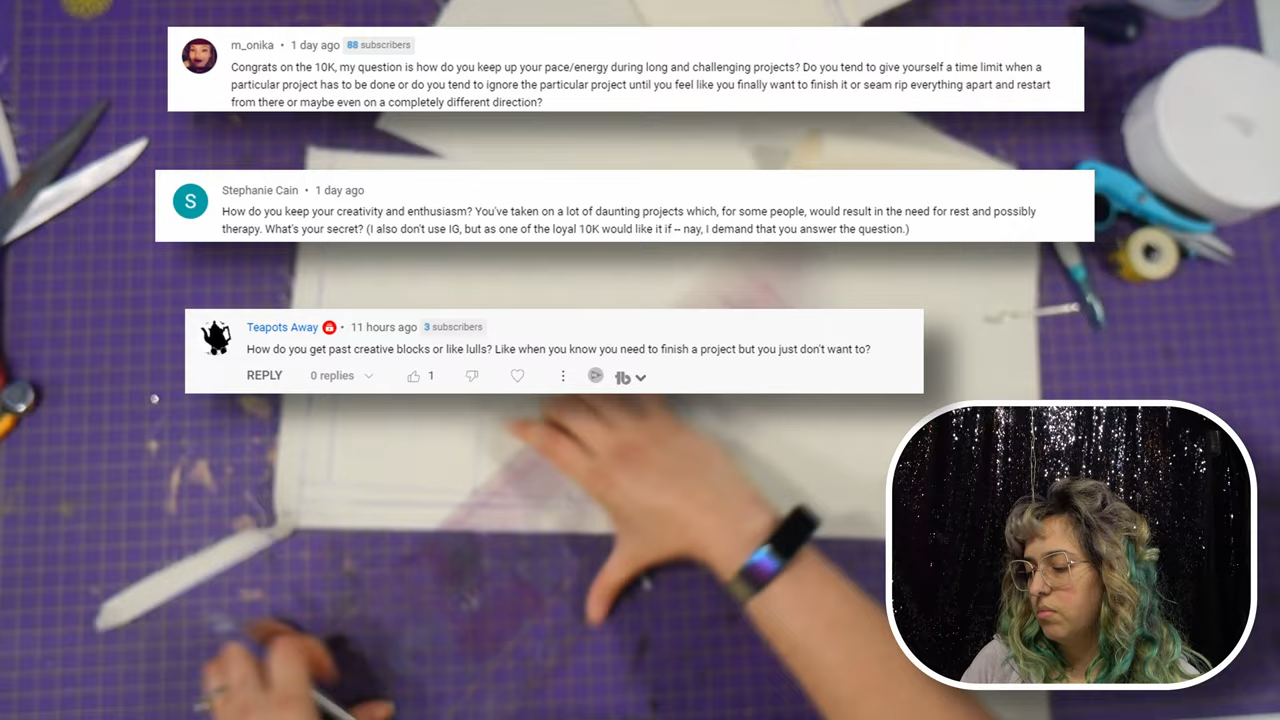 m_onika • 1 day ago 88 subscribers
Congrats on the 10K, my question is how do you keep up your pace/energy during long and challenging projects? Do you tend to give yourself a time limit when a
particular project has to be done or do you tend to ignore the particular project until you feel like you finally want to finish it or seam rip everything apart and restart
from there or maybe even on a completely different direction?
S
Stephanie Cain • 1 day ago
How do you keep your creativity and enthusiasm? You've taken on a lot of daunting projects which, for some people, would result in the need for rest and possibly
therapy. What's your secret? (I also don't use IG, but as one of the loyal 10K would like it if -- nay, I demand that you answer the question.)
Teapots Away • 11 hours ago 3 subscribers
How do you get past creative blocks or like lulls? Like when you know you need to finish a project but you just don't want to?
REPLY 0 replies 1 tb